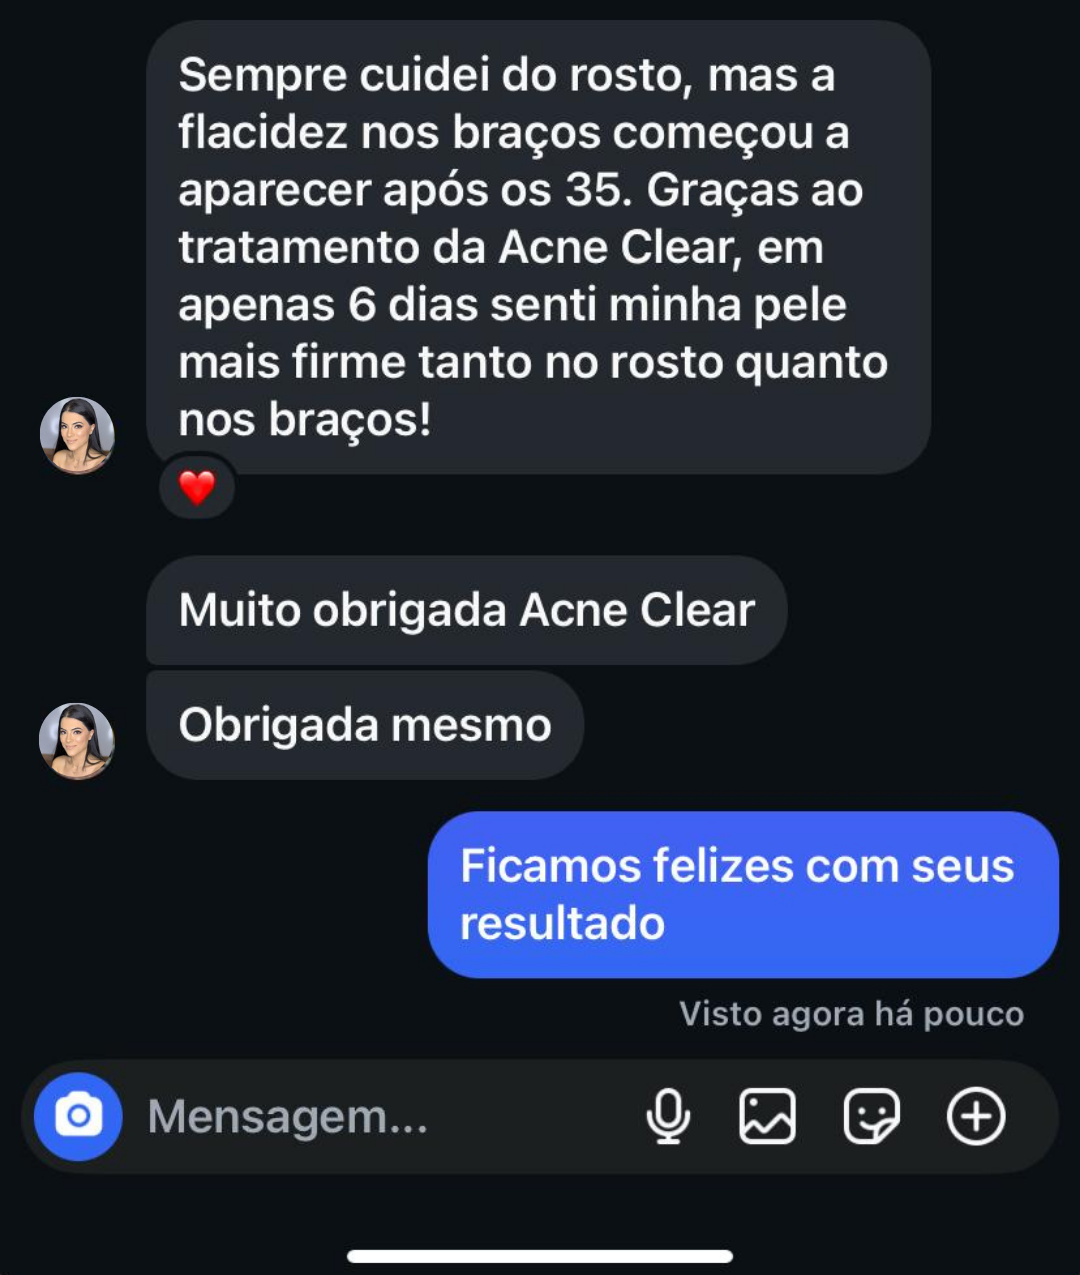 Sempre cuidei do rosto, mas a
flacidez nos braços começou a
aparecer após os 35. Graças ao
tratamento da Acne Clear, em
apenas 6 dias senti minha pele
mais firme tanto no rosto quanto
nos braços!
Muito obrigada Acne Clear
Obrigada mesmo
Ficamos felizes com seus
resultado
Visto agora há pouco
Mensagem...